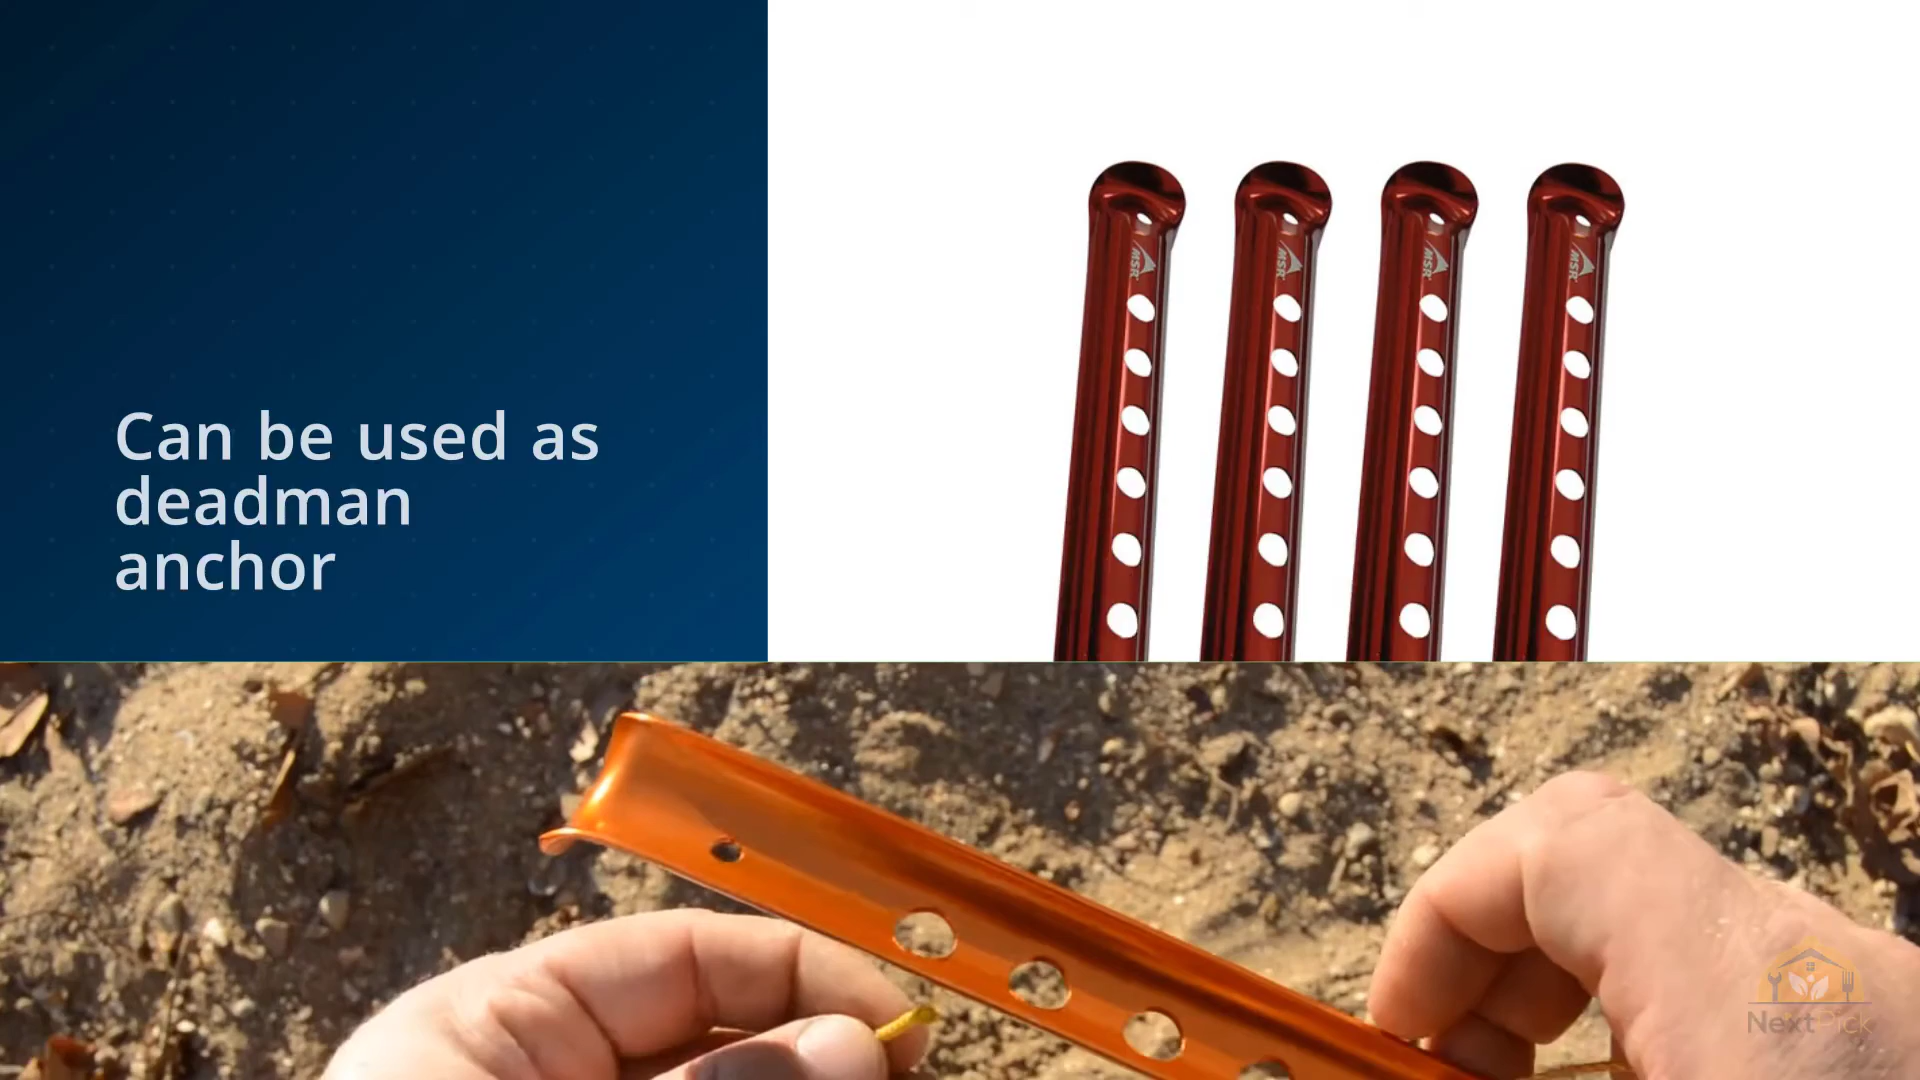 Can be used as
deadman
anchor
MSR
MSR
MSR
MSR
NextPick